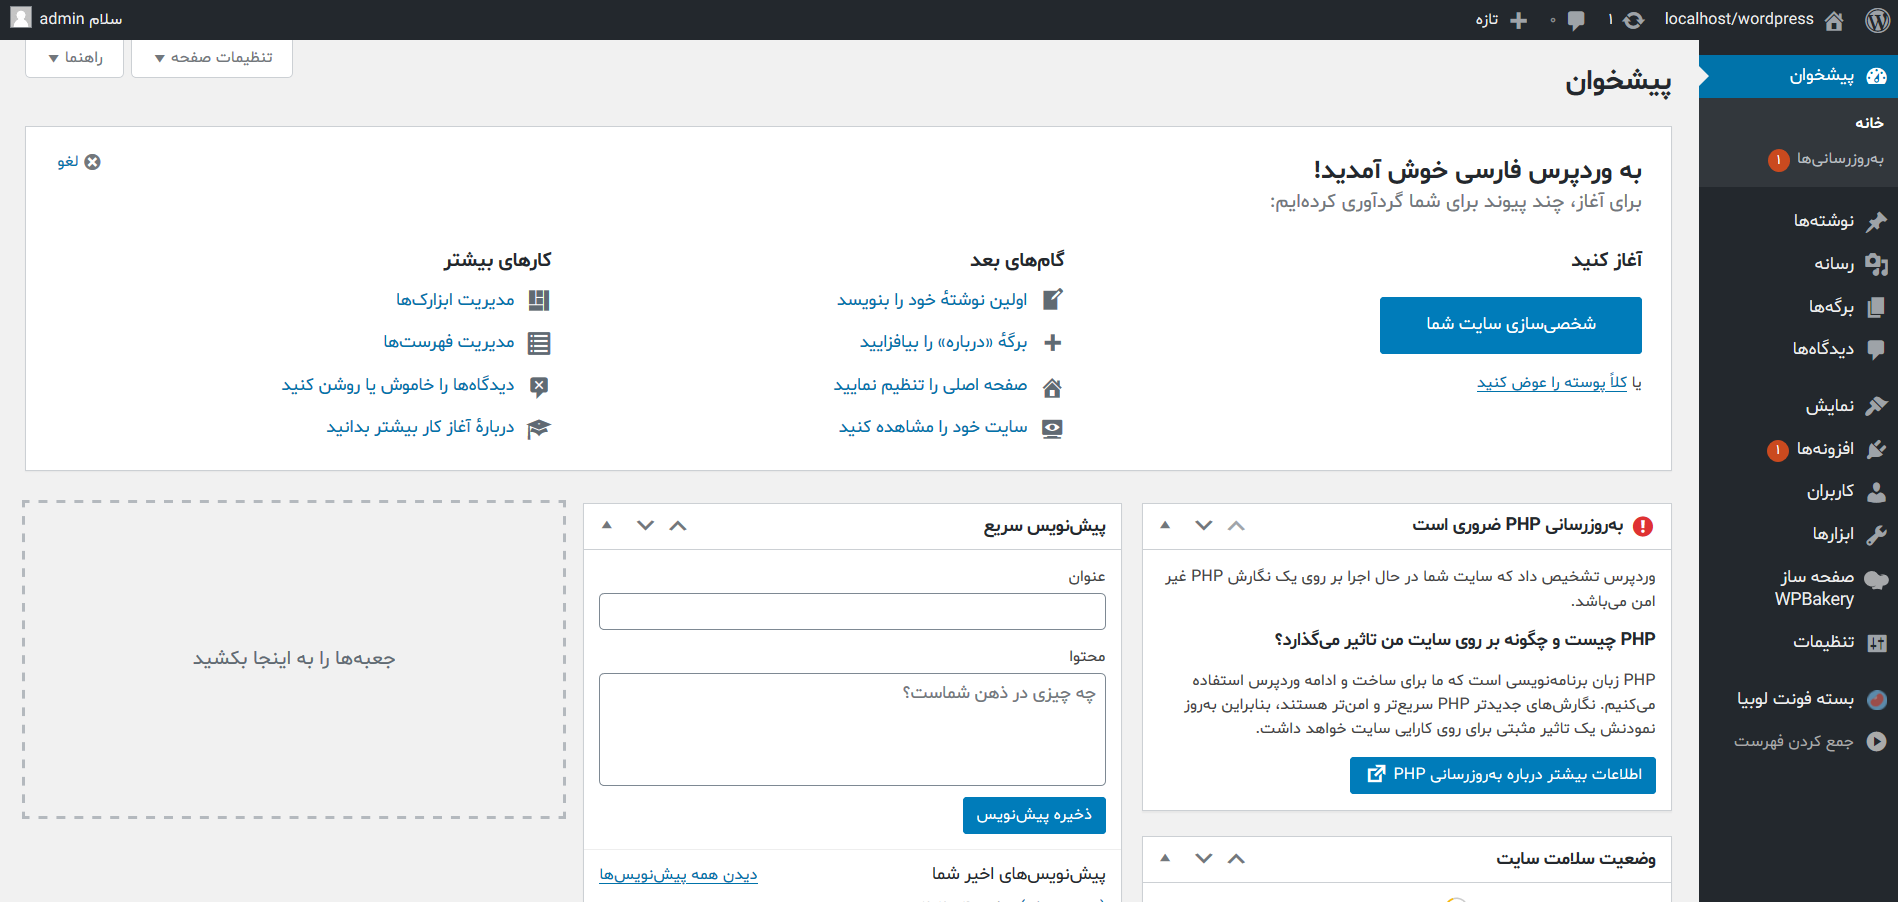 localhost/wordpress
۱
۰
تازه
سلام admin
پیشخوان
خانه
به‌روزرسانی‌ها ۱
نوشته‌ها
رسانه
برگه‌ها
دیدگاه‌ها
نمایش
افزونه‌ها ۱
کاربران
ابزارها
صفحه ساز
WPBakery
تنظیمات
بسته فونت لوبیا
جمع کردن فهرست
تنظیمات صفحه
راهنما
پیشخوان
لغو
به وردپرس فارسی خوش آمدید!
برای آغاز، چند پیوند برای شما گردآوری کرده‌ایم:
آغاز کنید
شخصی‌سازی سایت شما
یا کلاً پوسته را عوض کنید
گام‌های بعد
اولین نوشتهٔ خود را بنویسد
برگهٔ «درباره» را بیافزایید
صفحه اصلی را تنظیم نمایید
سایت خود را مشاهده کنید
کارهای بیشتر
مدیریت ابزارک‌ها
مدیریت فهرست‌ها
دیدگاه‌ها را خاموش یا روشن کنید
دربارهٔ آغاز کار بیشتر بدانید
به‌روزرسانی PHP ضروری است
وردپرس تشخیص داد که سایت شما در حال اجرا بر روی یک نگارش PHP غیر
امن می‌باشد.
PHP چیست و چگونه بر روی سایت من تاثیر می‌گذارد؟
PHP زبان برنامه‌نویسی است که ما برای ساخت و ادامه وردپرس استفاده
می‌کنیم. نگارش‌های جدیدتر PHP سریع‌تر و امن‌تر هستند، بنابراین به‌روز
نمودنش یک تاثیر مثبتی برای روی کارایی سایت خواهد داشت.
اطلاعات بیشتر درباره به‌روزرسانی PHP
وضعیت سلامت سایت
پیش‌نویس سریع
عنوان
محتوا
چه چیزی در ذهن شماست؟
ذخیره پیش‌نویس
پیش‌نویس‌های اخیر شما
دیدن همه پیش‌نویس‌ها
جعبه‌ها را به اینجا بکشید